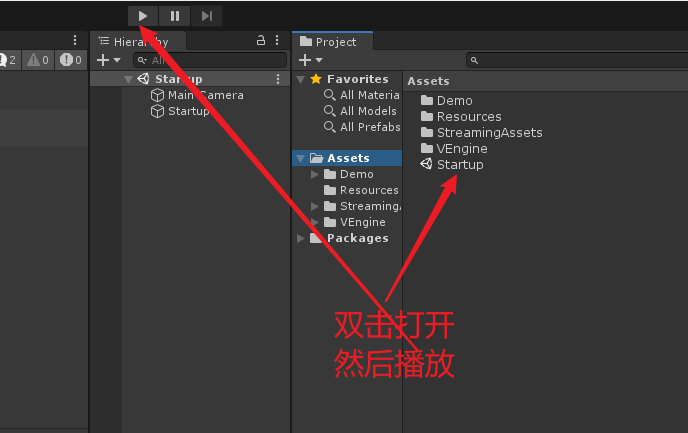 2
0
0
Hierarchy
All
Startup
Main Camera
Startup
Project
Favorites
All Materia
All Models
All Prefabs
Assets
Demo
Resources
StreamingA
VEngine
Packages
Assets
Demo
Resources
StreamingAssets
VEngine
Startup
双击打开
然后播放